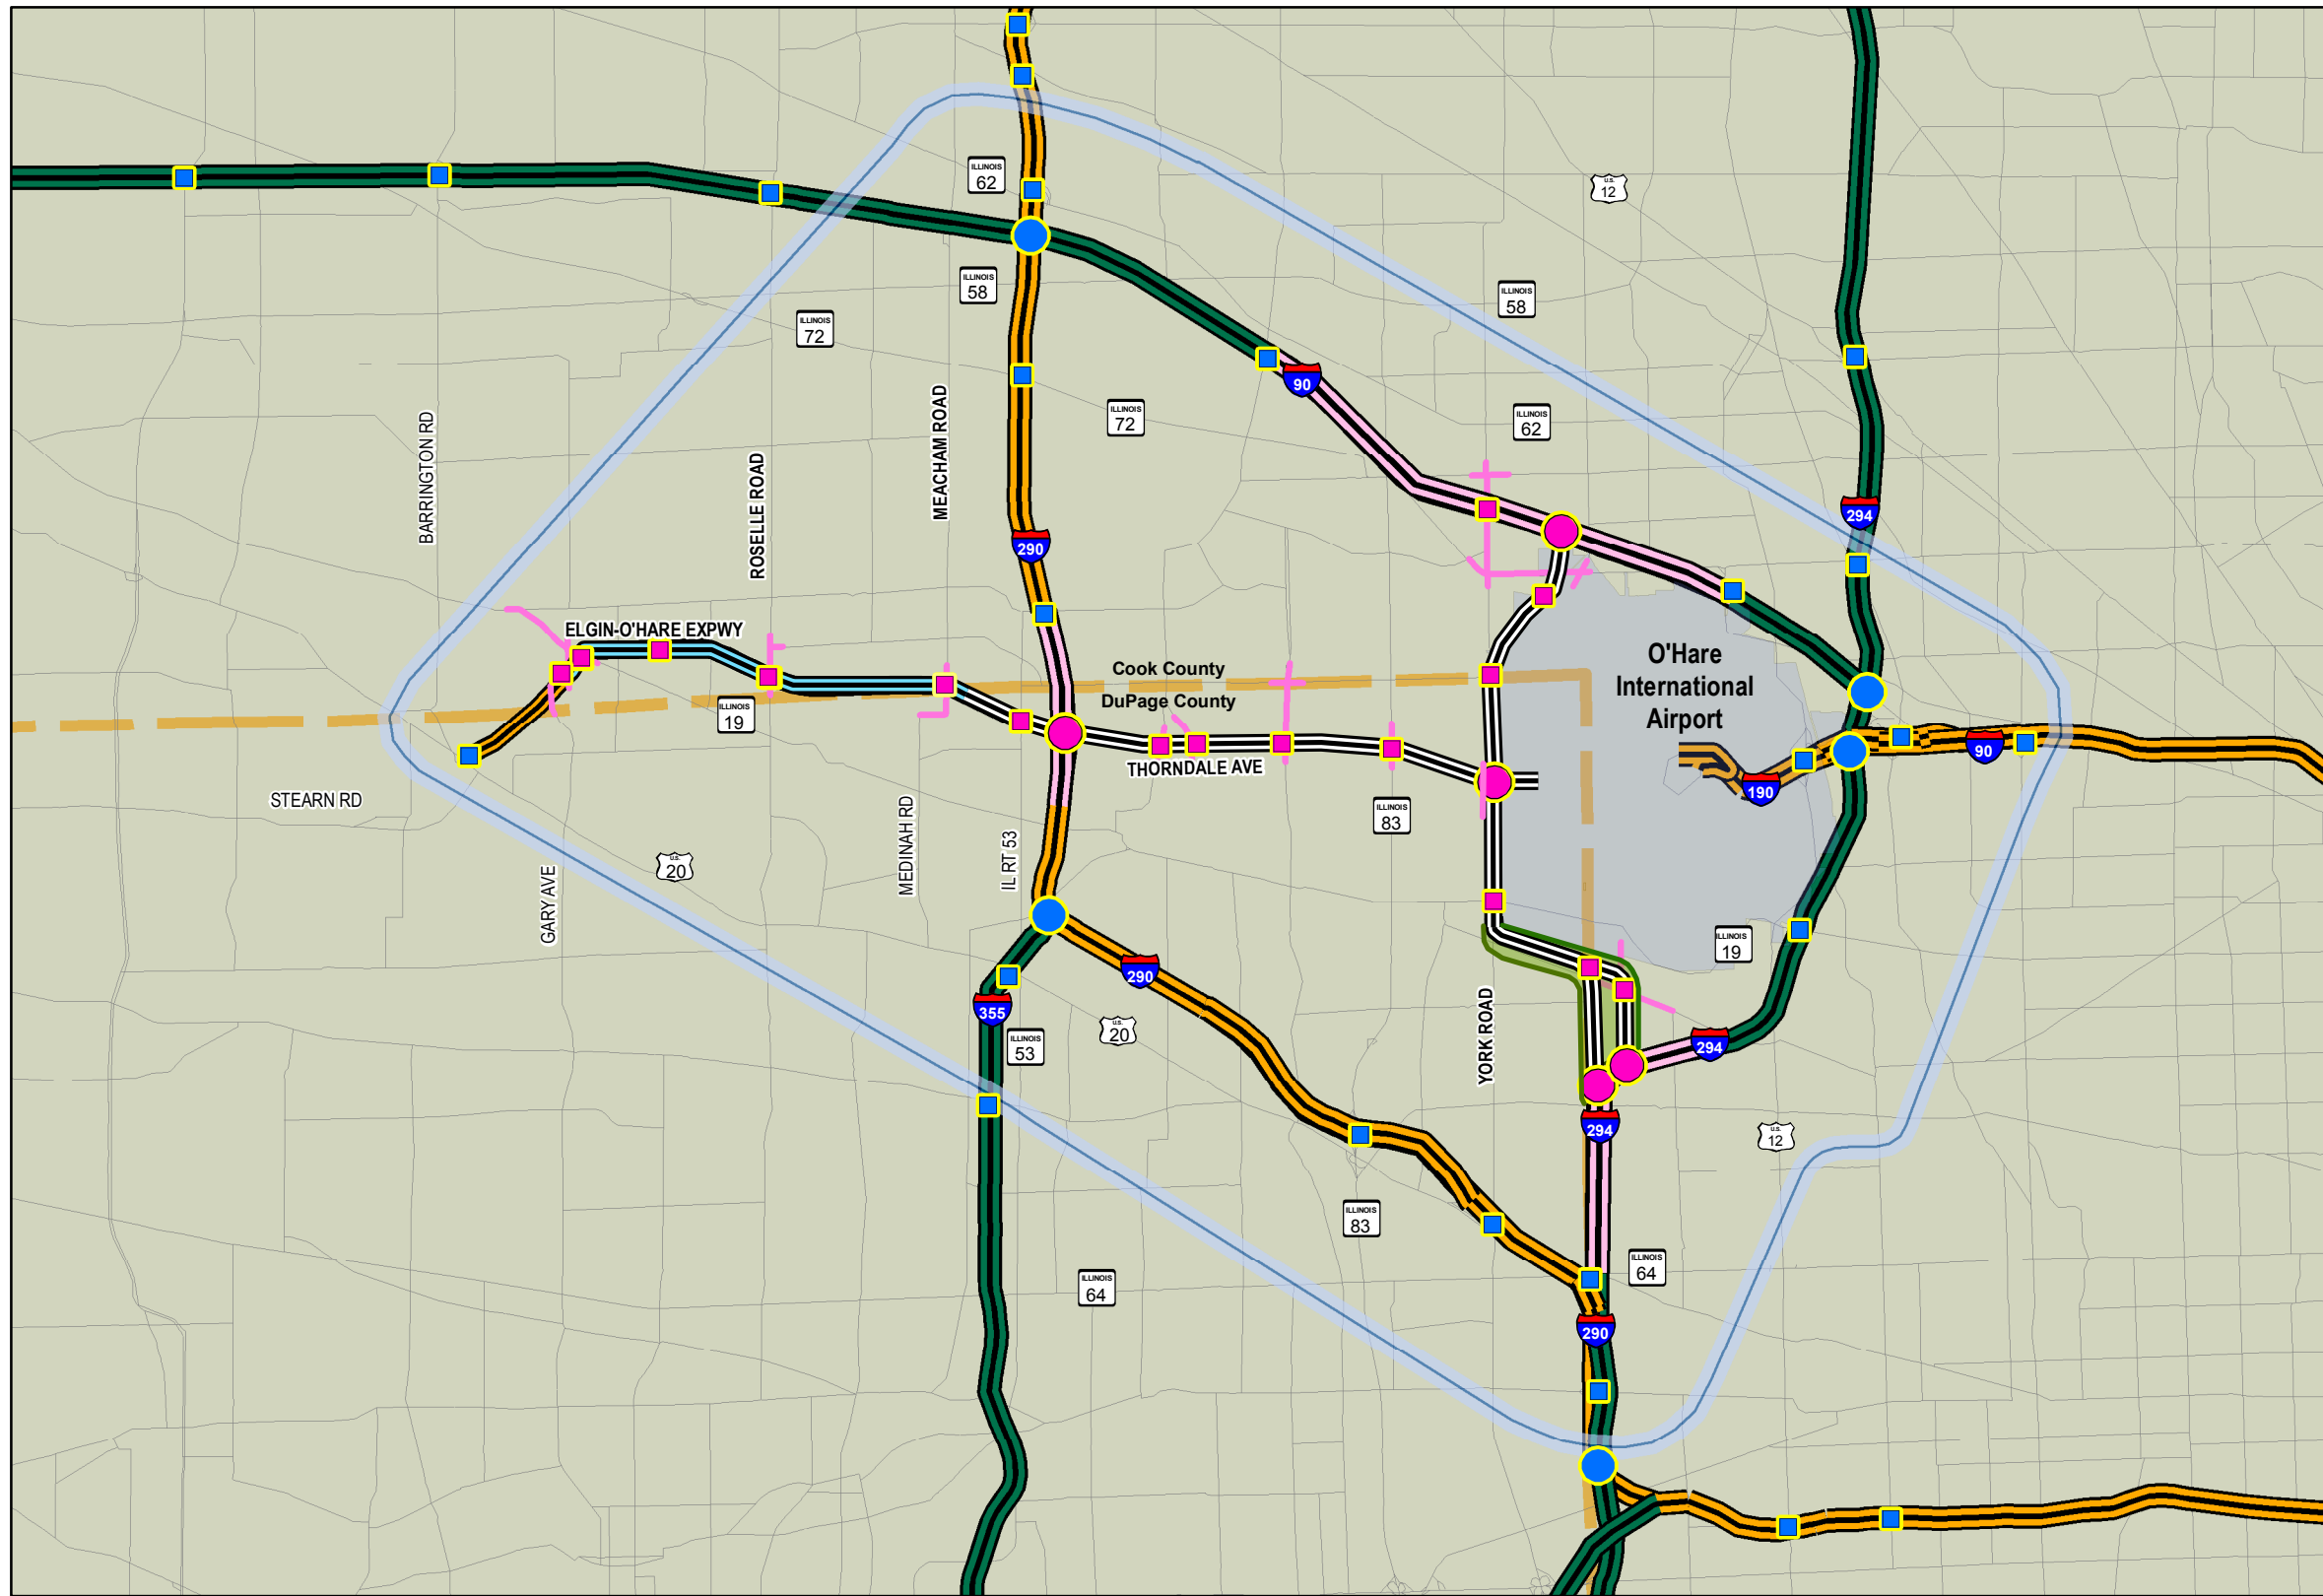 ILLINOIS
62
U.S.
12
ILLINOIS
58
ILLINOIS
58
ILLINOIS
72
90
MEACHAM ROAD
ILLINOIS
72
ILLINOIS
62
BARRINGTON RD
ROSELLE ROAD
294
290
ELGIN-O'HARE EXPWY
Cook County
DuPage County
O'Hare
International
Airport
ILLINOIS
19
THORNDALE AVE
90
190
STEARN RD
ILLINOIS
83
MEDINAH RD
IL RT 53
U.S.
20
GARY AVE
ILLINOIS
19
290
355
YORK ROAD
U.S.
20
ILLINOIS
53
294
294
U.S.
12
ILLINOIS
83
ILLINOIS
64
ILLINOIS
64
290